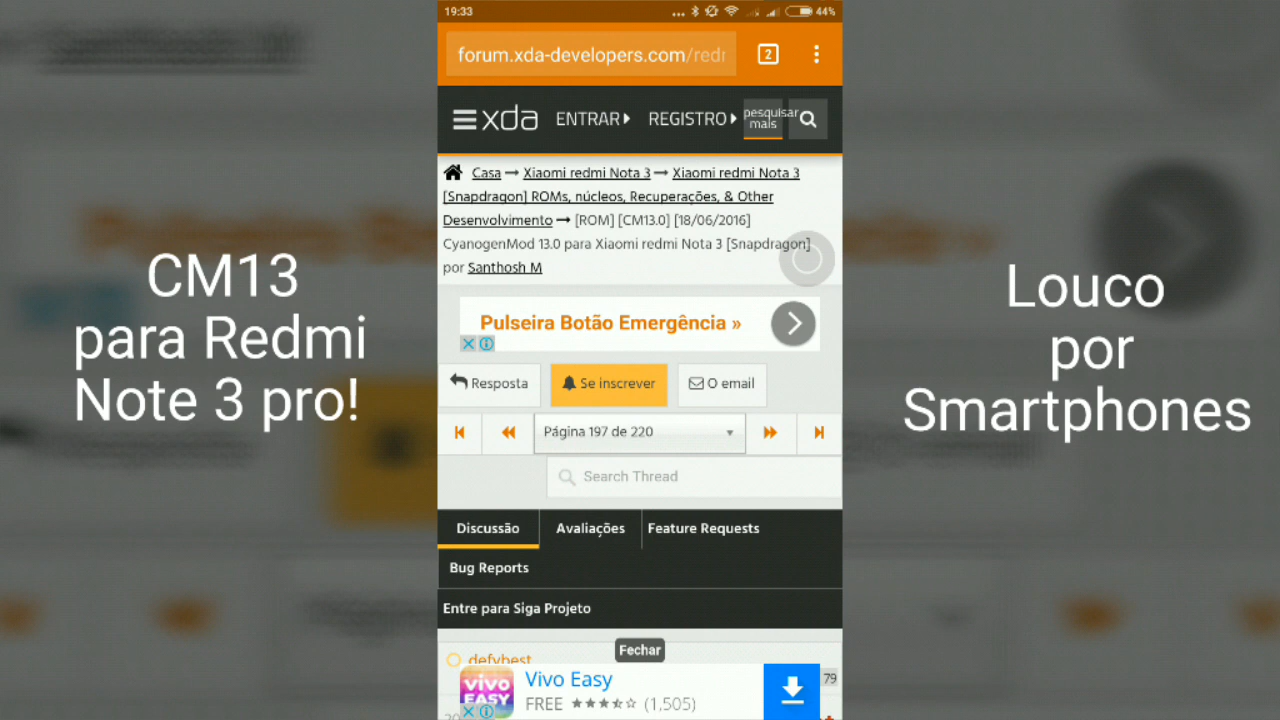 19:33
44%
forum.xda-developers.com/redr
2
xda
ENTRAR
REGISTRO
pesquisar
mais
Casa → Xiaomi redmi Nota 3 → Xiaomi redmi Nota 3
[Snapdragon] ROMs, núcleos, Recuperações, & Other
Desenvolvimento → [ROM] [CM13.0] [18/06/2016]
CyanogenMod 13.0 para Xiaomi redmi Nota 3 [Snapdragon]
por Santhosh M
CM13
para Redmi
Note 3 pro!
Louco
por
Smartphones
Pulseira Botão Emergência »
Resposta
Se inscrever
O email
Página 197 de 220
Search Thread
Discussão
Avaliações
Feature Requests
Bug Reports
Entre para Siga Projeto
Fechar
defybest
79
vivo
EASY
Vivo Easy
FREE
(1,505)